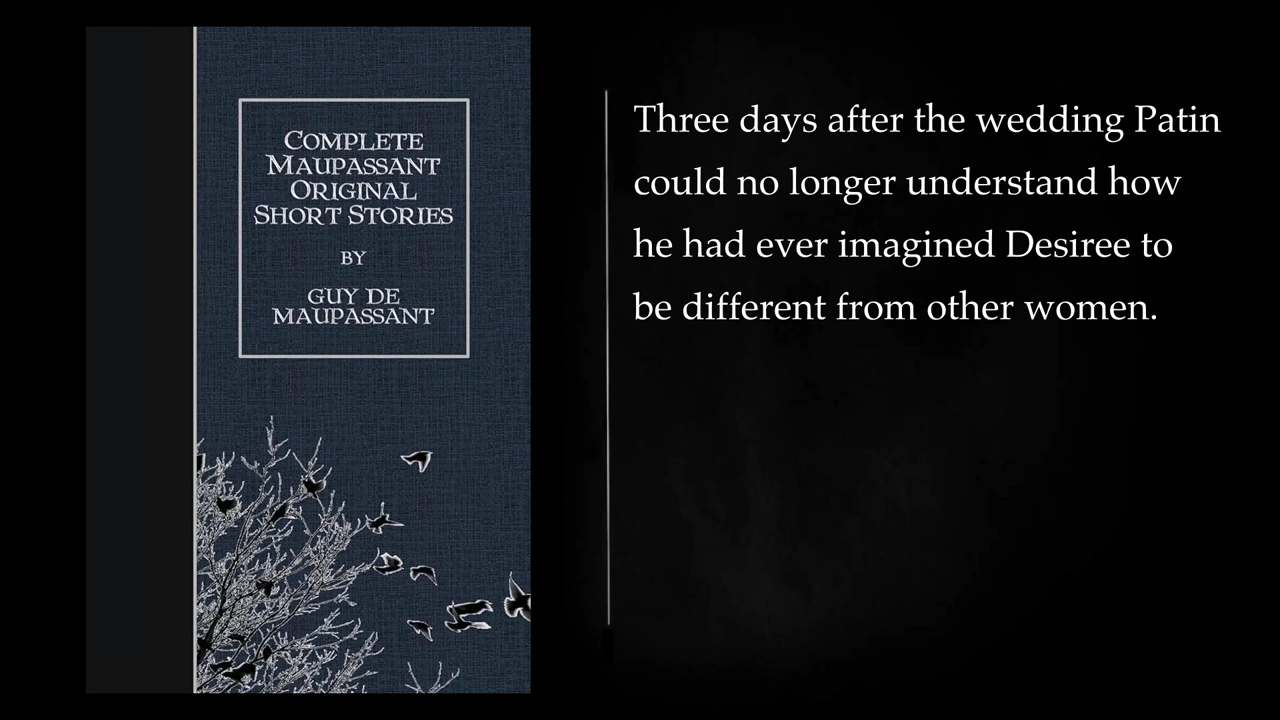 COMPLETE
MAUPASSANT
ORIGINAL
SHORT STORIES
BY
GUY DE
MAUPASSANT
Three days after the wedding Patin
could no longer understand how
he had ever imagined Desiree to
be different from other women.